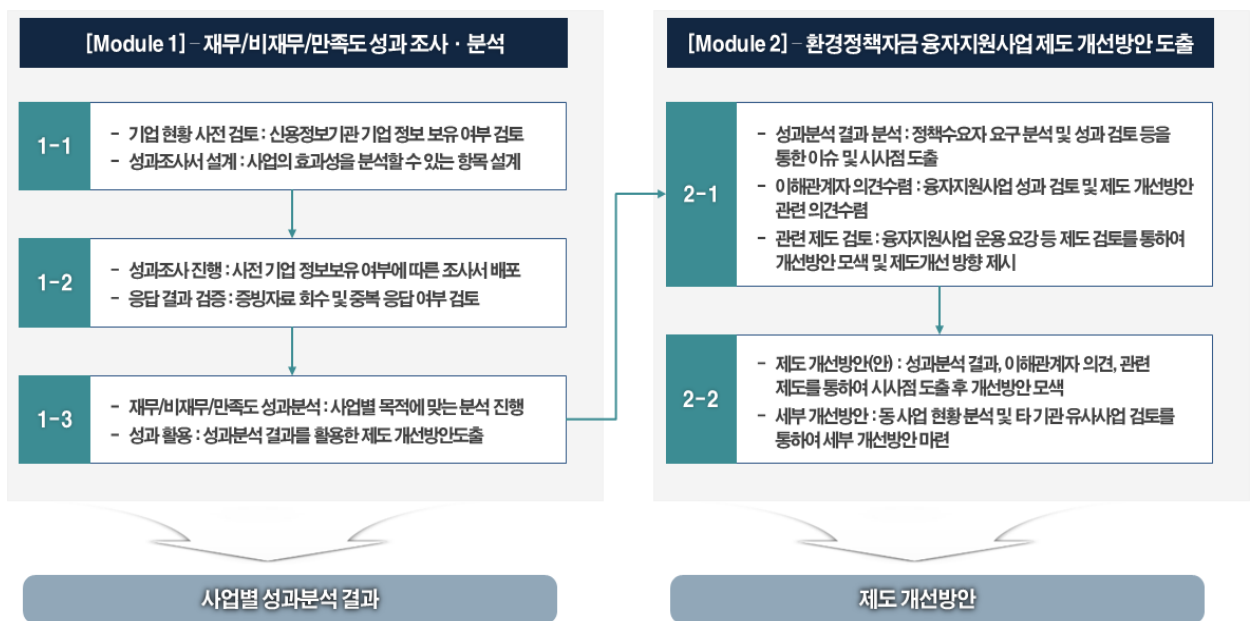 [Module 1] – 재무/비재무/만족도 성과 조사 · 분석
1-1
- 기업 현황 사전 검토 : 신용정보기관 기업 정보 보유 여부 검토
- 성과조사서 설계 : 사업의 효과성을 분석할 수 있는 항목 설계
1-2
- 성과조사 진행 : 사전 기업 정보보유 여부에 따른 조사서 배포
- 응답 결과 검증 : 증빙자료 회수 및 중복 응답 여부 검토
1-3
- 재무/비재무/만족도 성과분석 : 사업별 목적에 맞는 분석 진행
- 성과 활용 : 성과분석 결과를 활용한 제도 개선방안도출
사업별 성과분석 결과
[Module 2] – 환경정책자금 융자지원사업 제도 개선방안 도출
2-1
- 성과분석 결과 분석 : 정책수요자 요구 분석 및 성과 검토 등을
통한 이슈 및 시사점 도출
- 이해관계자 의견수렴 : 융자지원사업 성과 검토 및 제도 개선방안
관련 의견수렴
- 관련 제도 검토 : 융자지원사업 운용 요강 등 제도 검토를 통하여
개선방안 모색 및 제도개선 방향 제시
2-2
- 제도 개선방안(안) : 성과분석 결과, 이해관계자 의견, 관련
제도를 통하여 시사점 도출 후 개선방안 모색
- 세부 개선방안 : 동 사업 현황 분석 및 타 기관 유사사업 검토를
통하여 세부 개선방안 마련
제도 개선방안